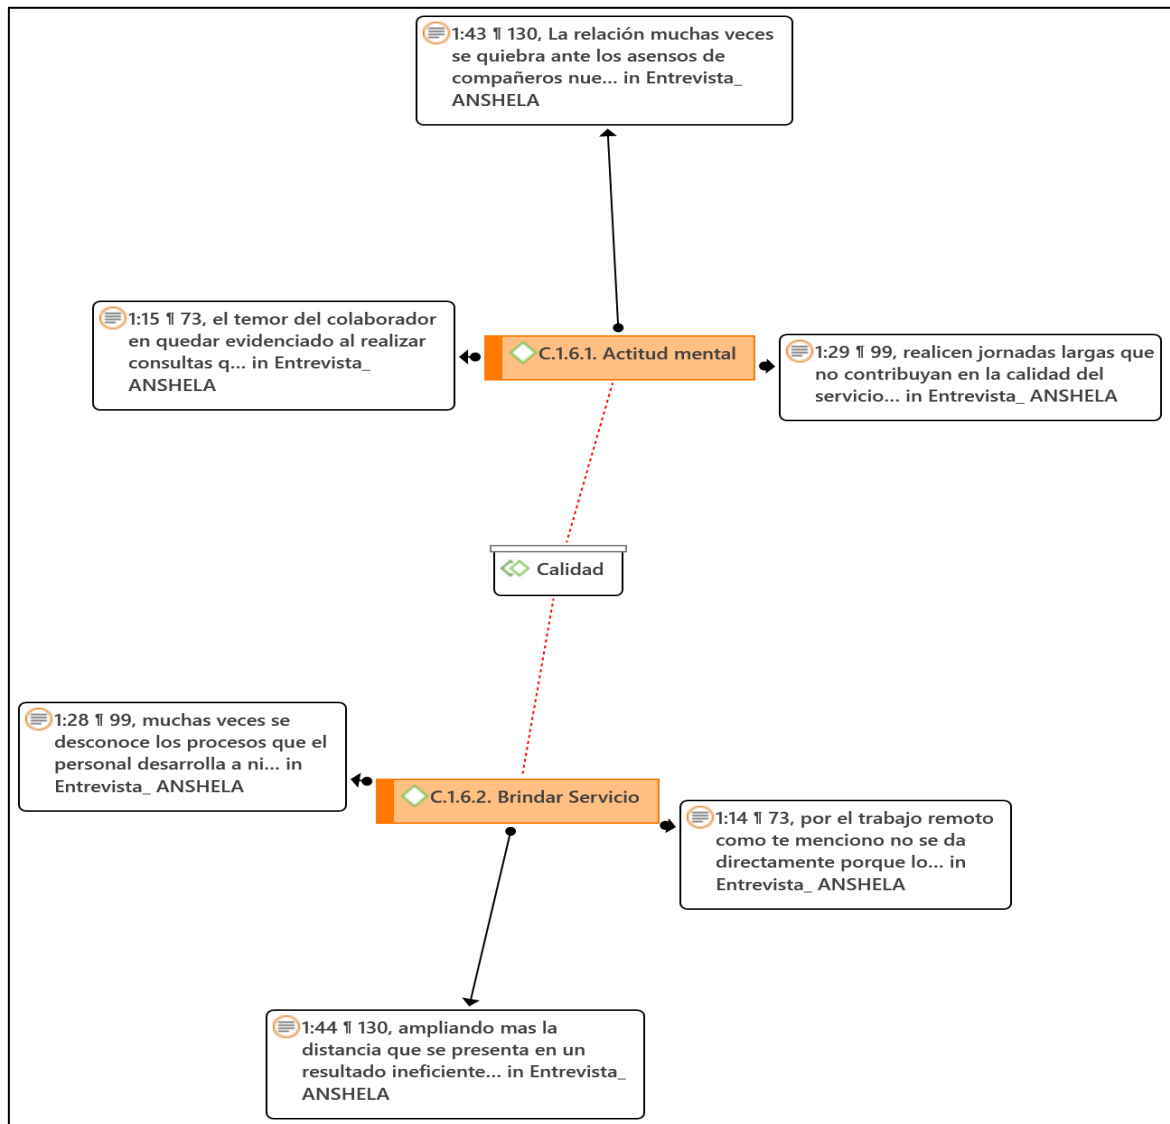 1:43 ¶ 130, La relación muchas veces
se quiebra ante los asensos de
compañeros nue... in Entrevista_
ANSHELA
1:15 ¶ 73, el temor del colaborador
en quedar evidenciado al realizar
consultas q... in Entrevista_
ANSHELA
C.1.6.1. Actitud mental
1:29 ¶ 99, realicen jornadas largas que
no contribuyan en la calidad del
servicio... in Entrevista_ ANSHELA
Calidad
1:28 ¶ 99, muchas veces se
desconoce los procesos que el
personal desarrolla a ni... in
Entrevista_ ANSHELA
C.1.6.2. Brindar Servicio
1:14 ¶ 73, por el trabajo remoto
como te menciono no se da
directamente porque lo... in
Entrevista_ ANSHELA
1:44 ¶ 130, ampliando mas la
distancia que se presenta en un
resultado ineficiente... in Entrevista_
ANSHELA